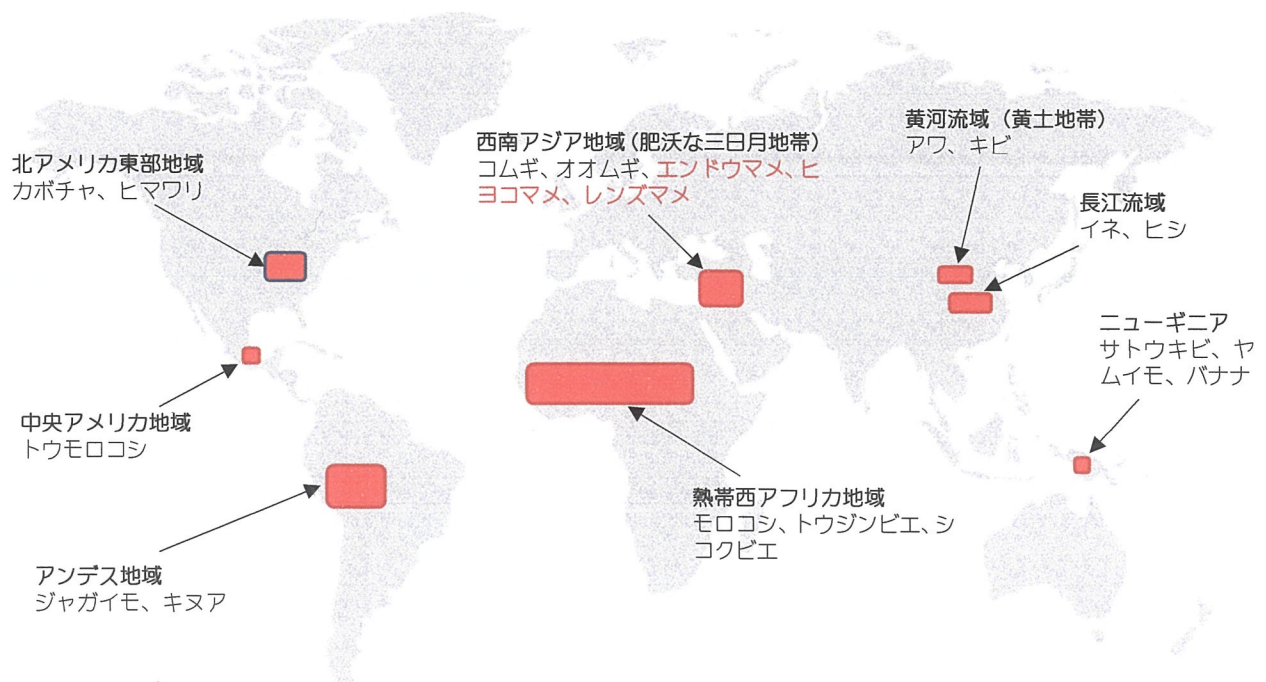 北アメリカ東部地域
カボチャ、ヒマワリ
西南アジア地域(肥沃な三日月地帯)
コムギ、オオムギ、エンドウマメ、ヒ
ヨコマメ、レンズマメ
黄河流域(黄土地帯)
アワ、キビ
長江流域
イネ、ヒシ
ニューギニア
サトウキビ、ヤ
ムイモ、バナナ
中央アメリカ地域
トウモロコシ
熱帯西アフリカ地域
モロコシ、トウジンビエ、シ
コクビエ
アンデス地域
ジャガイモ、キヌア